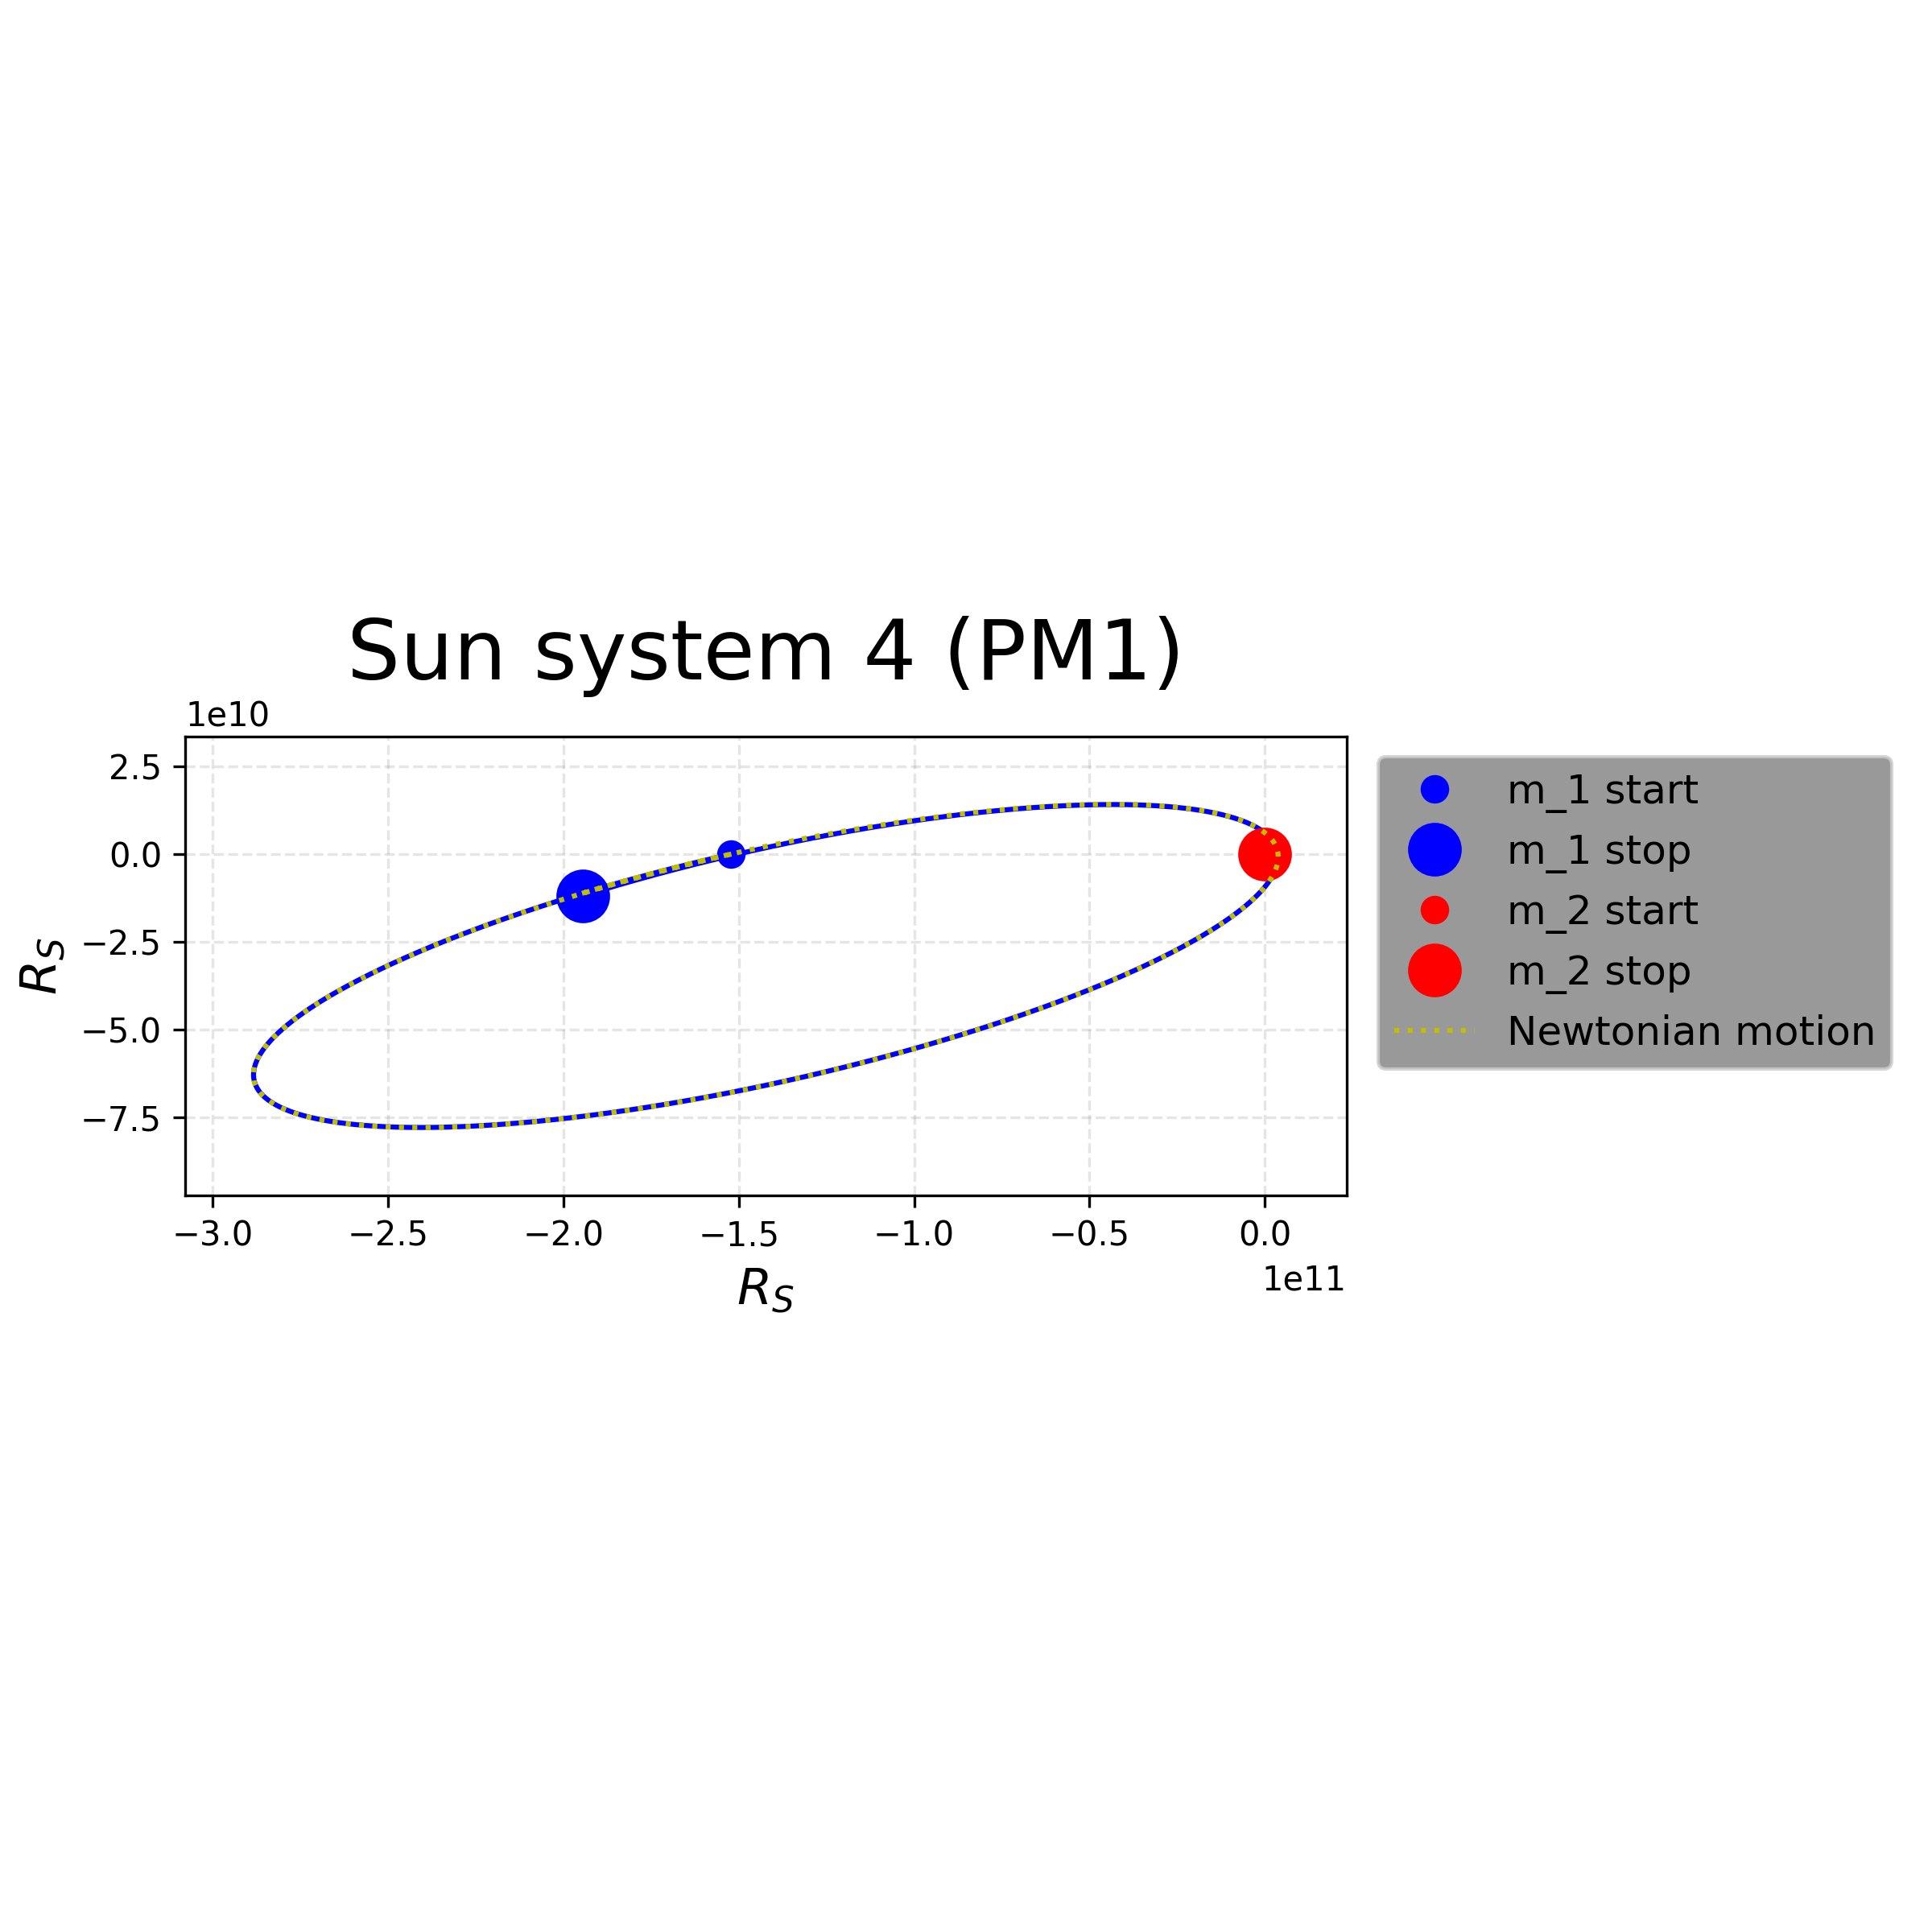 Sun system 4 (PM1)
1e10
2.5
0.0
−2.5
−5.0
−7.5
R_S
−3.0 −2.5 −2.0 −1.5 −1.0 −0.5 0.0
1e11
R_S
m_1 start
m_1 stop
m_2 start
m_2 stop
Newtonian motion